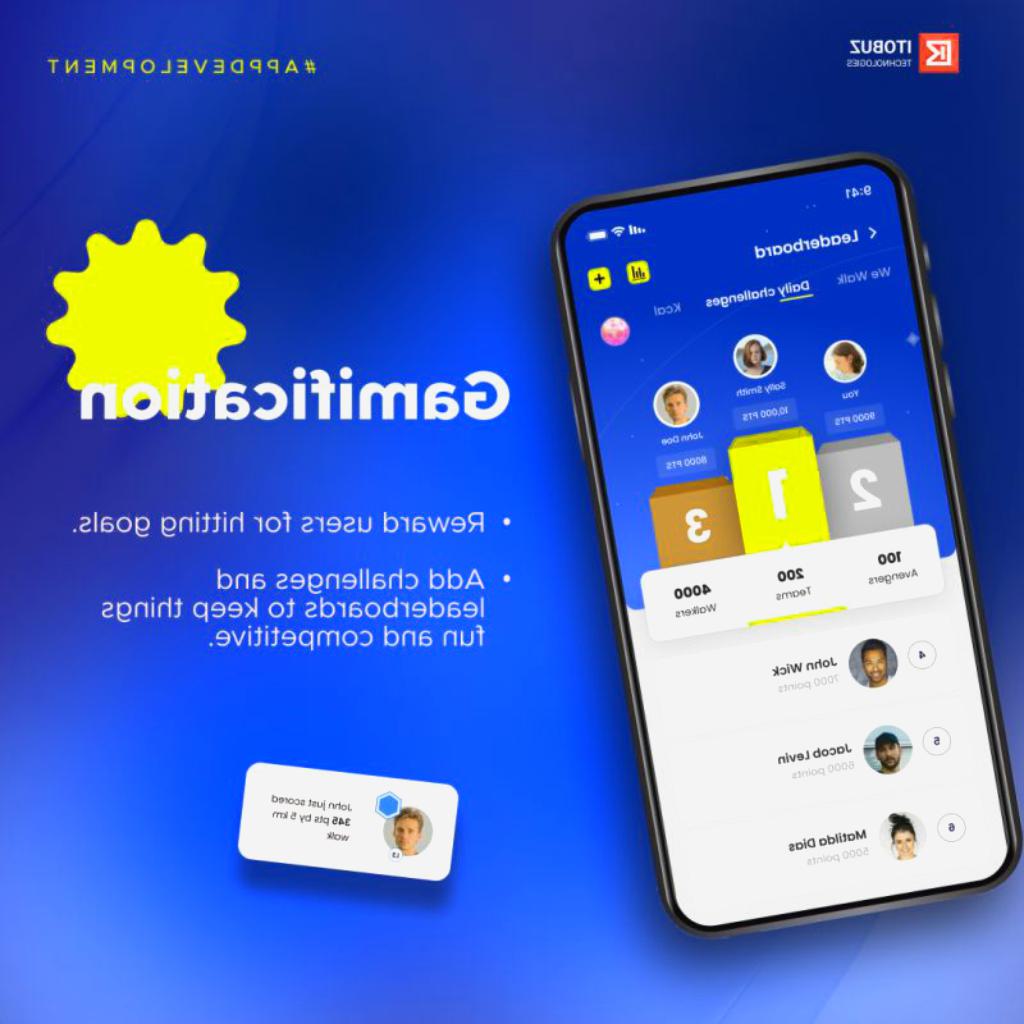 ITOBUZ
TECHNOLOGIES
#APPDEVELOPMENT
Gamification
• Reward users for hitting goals.
• Add challenges and
leaderboards to keep things
fun and competitive.
John just scored
345 pts by 5 km
walk
L3
9:41
Leaderboard
We Walk Daily challenges Kcal
You
9000 PTS
Sally Smith
10,000 PTS
John Doe
8000 PTS
2 1 3
100
Avengers
200
Teams
4000
Walkers
4
John Wick
7000 points
5
Jacob Levin
6000 points
6
Matilda Dias
5000 points